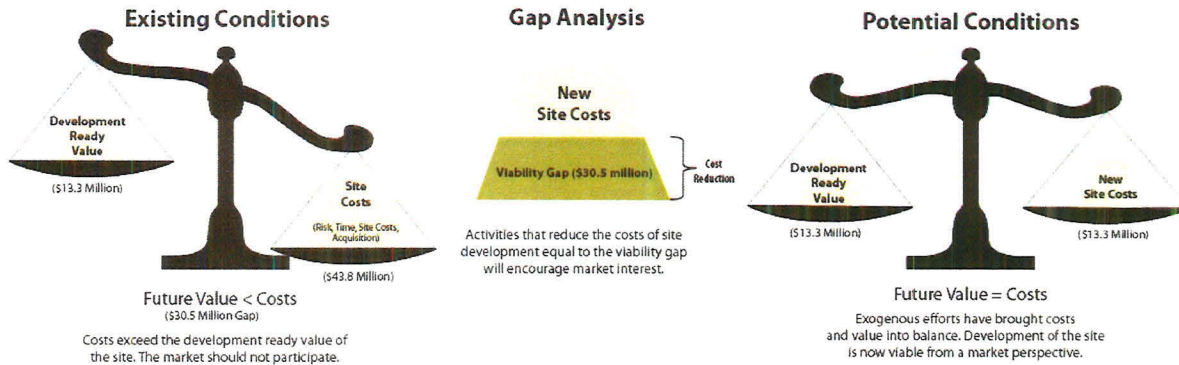 Existing Conditions
Development
Ready
Value
($13.3 Million)
Site
Costs
(Risk, Time, Site Costs,
Acquisition)
($43.8 Million)
Future Value < Costs
($30.5 Million Gap)
Costs exceed the development ready value of
the site. The market should not participate.
Gap Analysis
New
Site Costs
Viability Gap ($30.5 million)
Cost
Reduction
Activities that reduce the costs of site
development equal to the viability gap
will encourage market interest.
Potential Conditions
Development
Ready
Value
($13.3 Million)
New
Site Costs
($13.3 Million)
Future Value = Costs
Exogenous efforts have brought costs
and value into balance. Development of the site
is now viable from a market perspective.